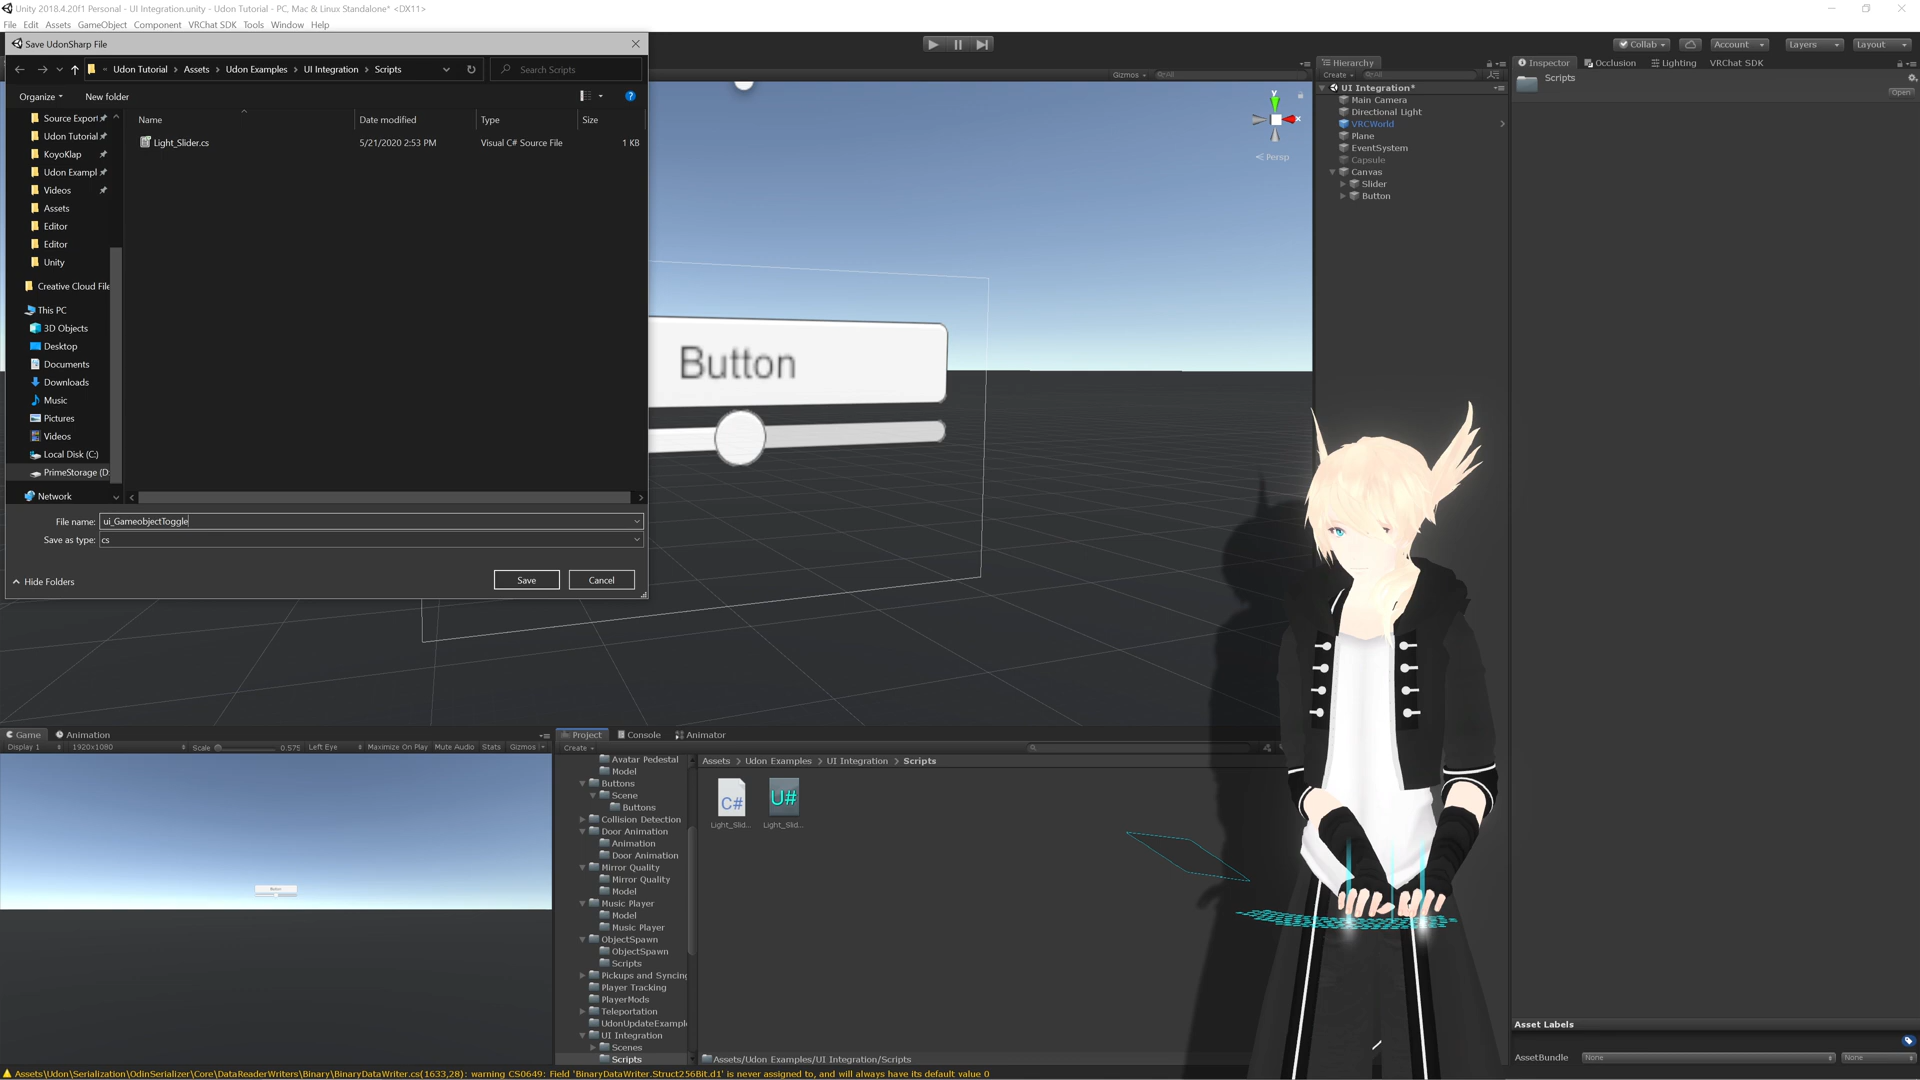 Unity 2018.4.20f1 Personal - UI Integration.unity - Udon Tutorial - PC, Mac & Linux Standalone* <DX11>
File Edit Assets GameObject Component VRChat SDK Tools Window Help
Save UdonSharp File
« Udon Tutorial > Assets > Udon Examples > UI Integration > Scripts
Search Scripts
Organize
New folder
Name
Date modified
Type
Size
Light_Slider.cs
5/21/2020 2:53 PM
Visual C# Source File
1 KB
Source Export
Udon Tutorial
KoyoKlap
Udon Exampl
Videos
Assets
Editor
Editor
Unity
Creative Cloud File
This PC
3D Objects
Desktop
Documents
Downloads
Music
Pictures
Videos
Local Disk (C:)
PrimeStorage (D:
Network
File name: ui_GameobjectToggle
Save as type: cs
Hide Folders
Save
Cancel
Collab
Account
Layers
Layout
Gizmos
All
y
x
Persp
Button
Hierarchy
Create
All
UI Integration*
Main Camera
Directional Light
VRCWorld
Plane
EventSystem
Capsule
Canvas
Slider
Button
Inspector
Occlusion
Lighting
VRChat SDK
Scripts
Open
Game
Animation
Display 1
1920x1080
Scale
0.575
Left Eye
Maximize On Play
Mute Audio
Stats
Gizmos
Button
Project
Console
Animator
Create
Avatar Pedestal
Model
Buttons
Scene
Buttons
Collision Detection
Door Animation
Animation
Door Animation
Mirror Quality
Mirror Quality
Model
Music Player
Model
Music Player
ObjectSpawn
ObjectSpawn
Scripts
Pickups and Syncing
Player Tracking
PlayerMods
Teleportation
UdonUpdateExampl
UI Integration
Scenes
Scripts
Assets > Udon Examples > UI Integration > Scripts
C#
U#
Light_Slid...
Light_Slid...
Assets/Udon Examples/UI Integration/Scripts
Asset Labels
AssetBundle
None
None
Assets\Udon\Serialization\OdinSerializer\Core\DataReaderWriters\Binary\BinaryDataWriter.cs(1633,28): warning CS0649: Field 'BinaryDataWriter.Struct256Bit.d1' is never assigned to, and will always have its default value 0